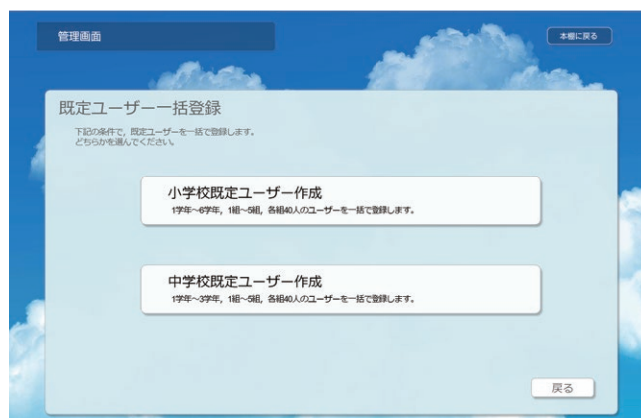 管理画面
本棚に戻る
既定ユーザー一括登録
下記の条件で，既定ユーザーを一括で登録します。
どちらかを選んでください。
小学校既定ユーザー作成
1学年～6学年，1組～5組，各組40人のユーザーを一括で登録します。
中学校既定ユーザー作成
1学年～3学年，1組～5組，各組40人のユーザーを一括で登録します。
戻る